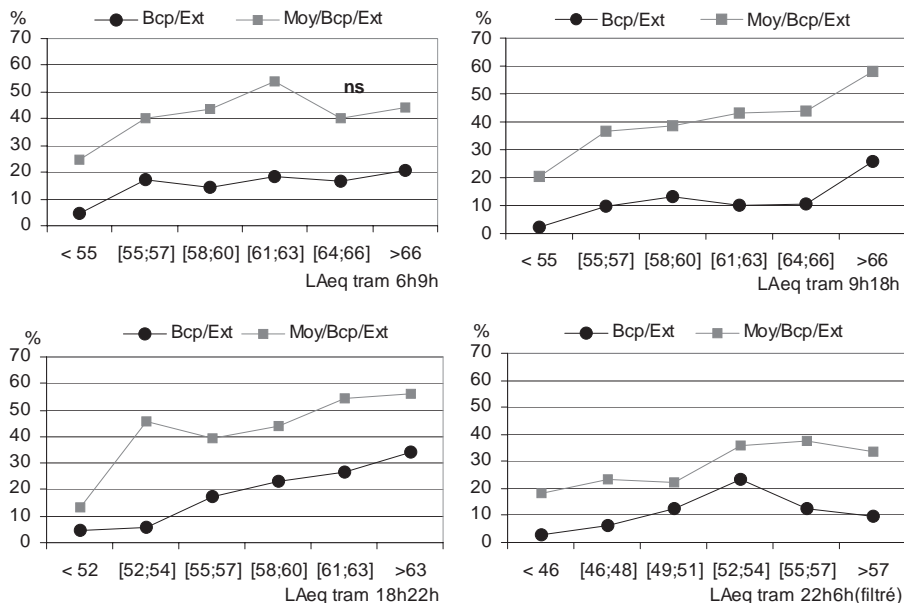 % Bcp/Ext Moy/Bcp/Ext
70
60
50
40
30
20
10
0
ns
< 55 [55;57] [58;60] [61;63] [64;66] >66
LAeq tram 6h9h
% Bcp/Ext Moy/Bcp/Ext
70
60
50
40
30
20
10
0
< 55 [55;57] [58;60] [61;63] [64;66] >66
LAeq tram 9h18h
% Bcp/Ext Moy/Bcp/Ext
70
60
50
40
30
20
10
0
< 52 [52;54] [55;57] [58;60] [61;63] >63
LAeq tram 18h22h
% Bcp/Ext Moy/Bcp/Ext
70
60
50
40
30
20
10
0
< 46 [46;48] [49;51] [52;54] [55;57] >57
LAeq tram 22h6h(filtré)